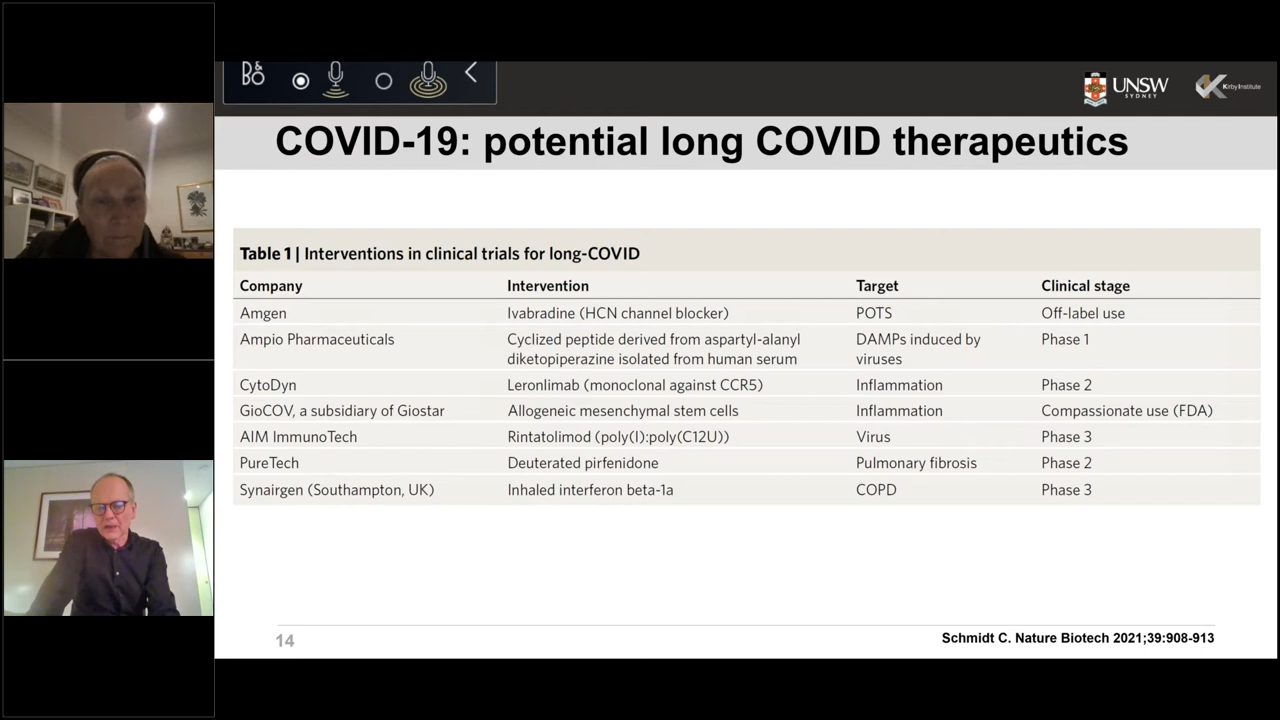 B&O
UNSW
SYDNEY
Kirby Institute
COVID-19: potential long COVID therapeutics
Table 1 | Interventions in clinical trials for long-COVID
Company Intervention Target Clinical stage
Amgen Ivabradine (HCN channel blocker) POTS Off-label use
Ampio Pharmaceuticals Cyclized peptide derived from aspartyl-alanyl DAMPs induced by Phase 1
diketopiperazine isolated from human serum viruses
CytoDyn Leronlimab (monoclonal against CCR5) Inflammation Phase 2
GioCOV, a subsidiary of Giostar Allogeneic mesenchymal stem cells Inflammation Compassionate use (FDA)
AIM ImmunoTech Rintatolimod (poly(I):poly(C12U)) Virus Phase 3
PureTech Deuterated pirfenidone Pulmonary fibrosis Phase 2
Synairgen (Southampton, UK) Inhaled interferon beta-1a COPD Phase 3
14
Schmidt C. Nature Biotech 2021;39:908-913